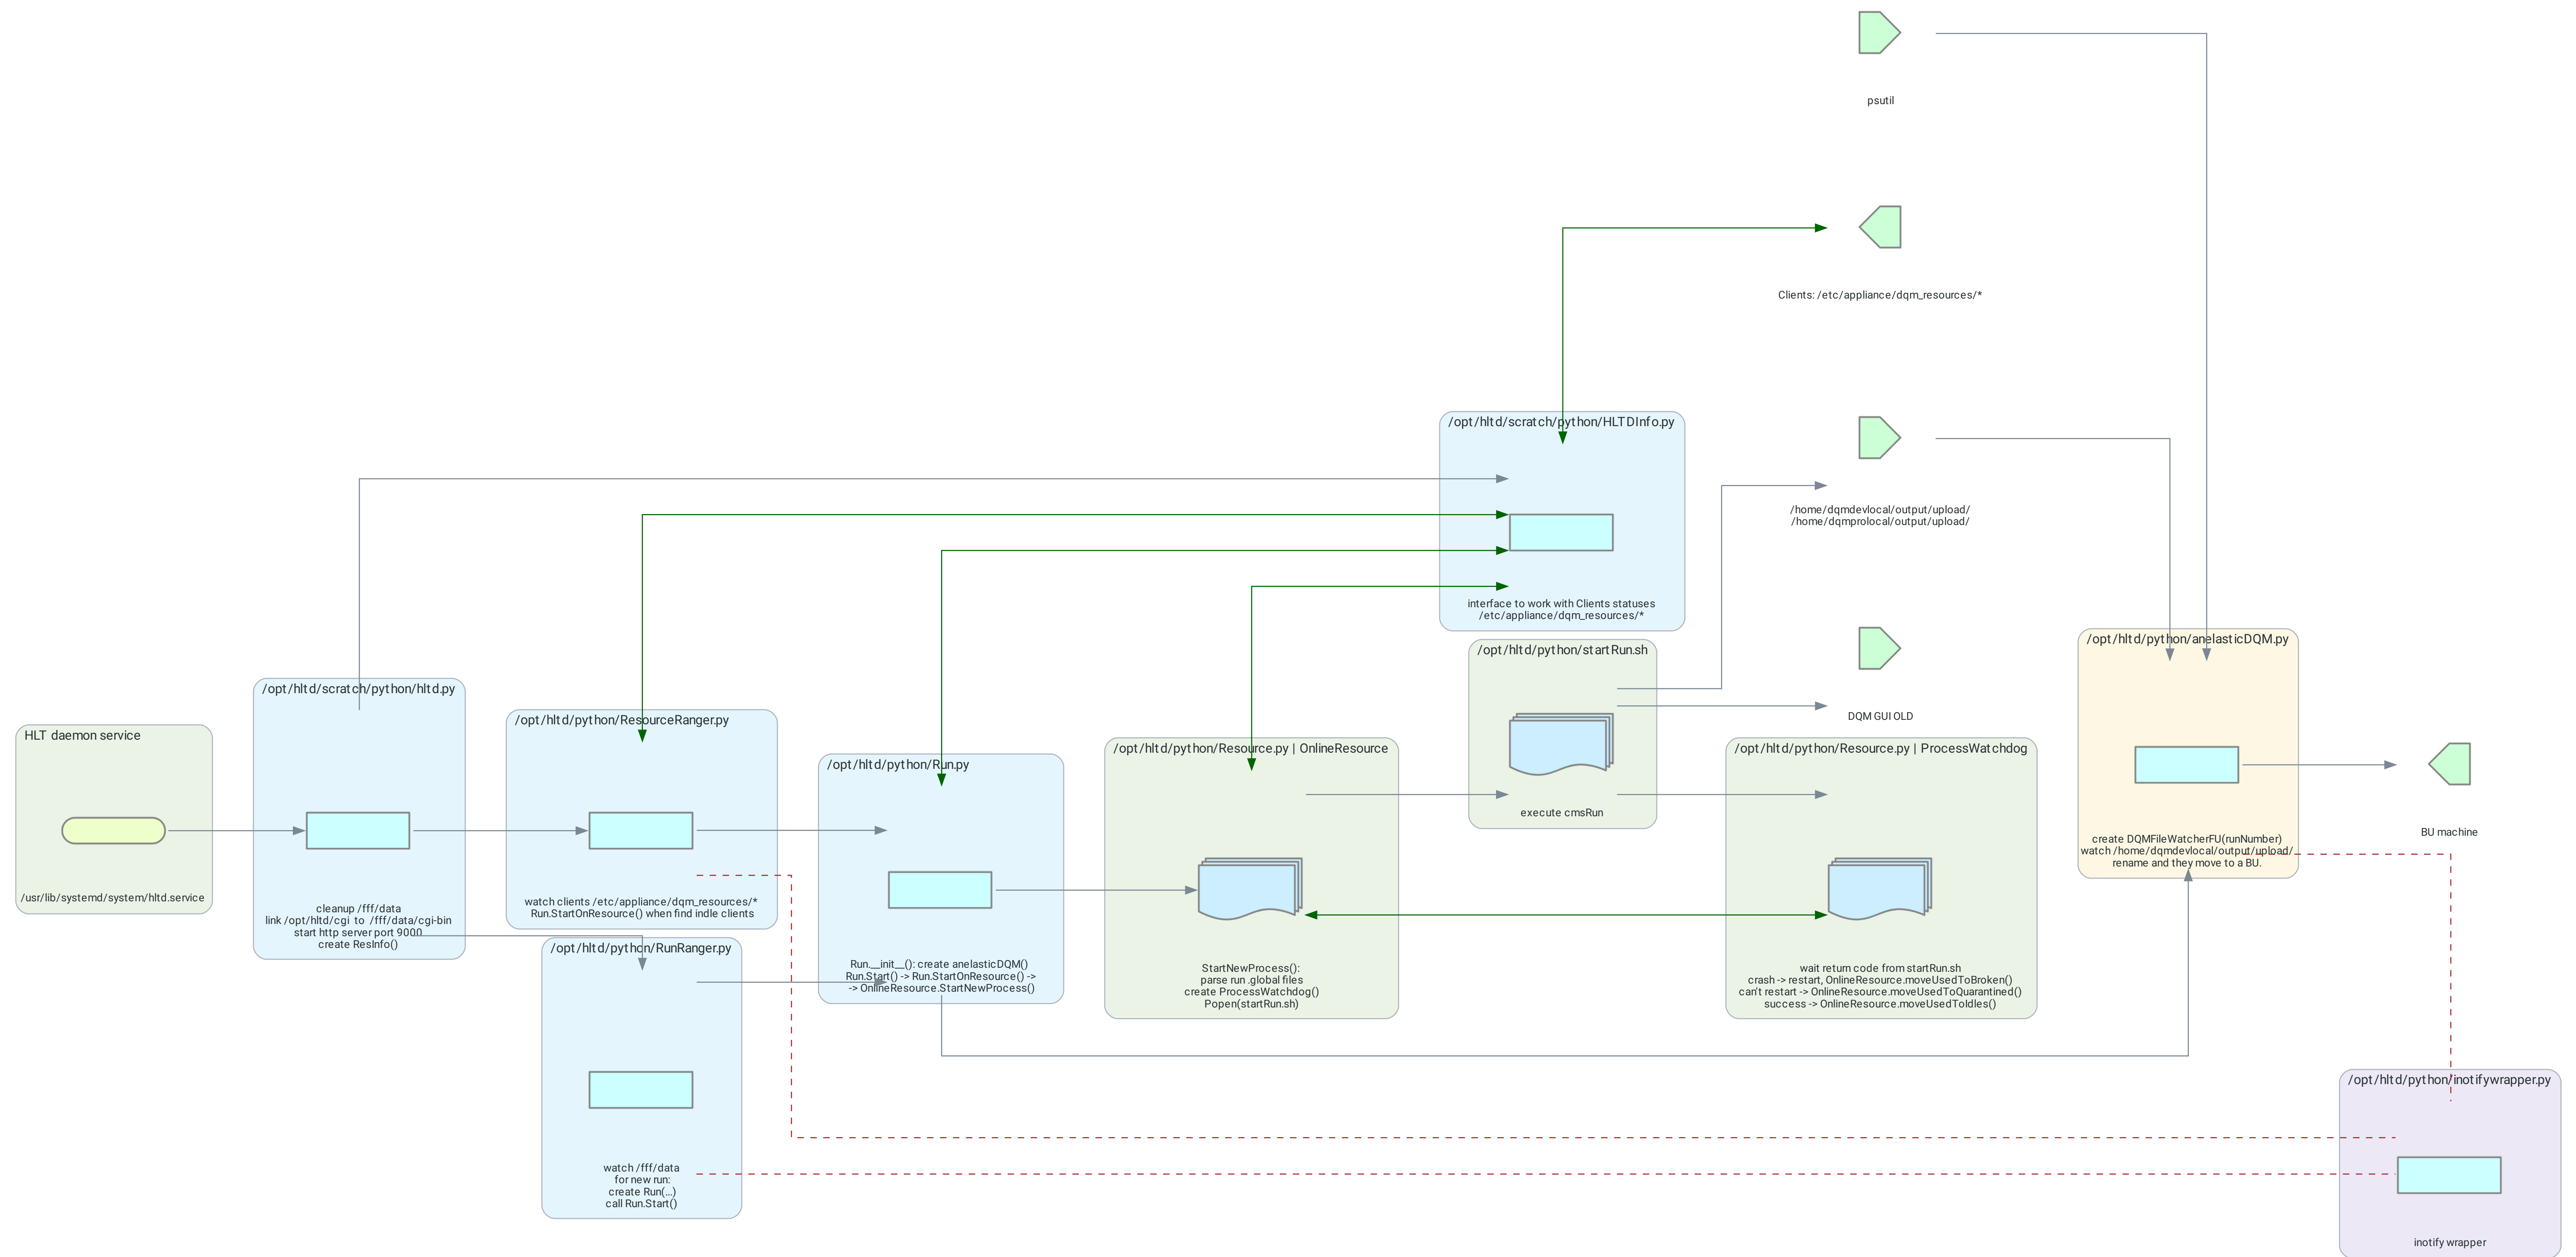 psutil
Clients: /etc/appliance/dqm_resources/*
/opt/hltd/scratch/python/HLTDInfo.py
interface to work with Clients statuses
/etc/appliance/dqm_resources/*
/home/dqmdevlocal/output/upload/
/home/dqmprolocal/output/upload/
/opt/hltd/python/startRun.sh
execute cmsRun
DQM GUI OLD
/opt/hltd/python/anelasticDQM.py
create DQMFileWatcherFU(runNumber)
watch /home/dqmdevlocal/output/upload/
rename and they move to a BU.
BU machine
HLT daemon service
/usr/lib/systemd/system/hltd.service
/opt/hltd/scratch/python/hltd.py
cleanup /fff/data
link /opt/hltd/cgi to /fff/data/cgi-bin
start http server port 9000
create ResInfo()
/opt/hltd/python/ResourceRanger.py
watch clients /etc/appliance/dqm_resources/*
Run.StartOnResource() when find indle clients
/opt/hltd/python/Run.py
Run.__init__(): create anelasticDQM()
Run.Start() -> Run.StartOnResource() ->
-> OnlineResource.StartNewProcess()
/opt/hltd/python/Resource.py | OnlineResource
StartNewProcess():
parse run .global files
create ProcessWatchdog()
Popen(startRun.sh)
/opt/hltd/python/Resource.py | ProcessWatchdog
wait return code from startRun.sh
crash -> restart, OnlineResource.moveUsedToBroken()
can't restart -> OnlineResource.moveUsedToQuarantined()
success -> OnlineResource.moveUsedToIdles()
/opt/hltd/python/RunRanger.py
watch /fff/data
for new run:
create Run(...)
call Run.Start()
/opt/hltd/python/inotifywrapper.py
inotify wrapper